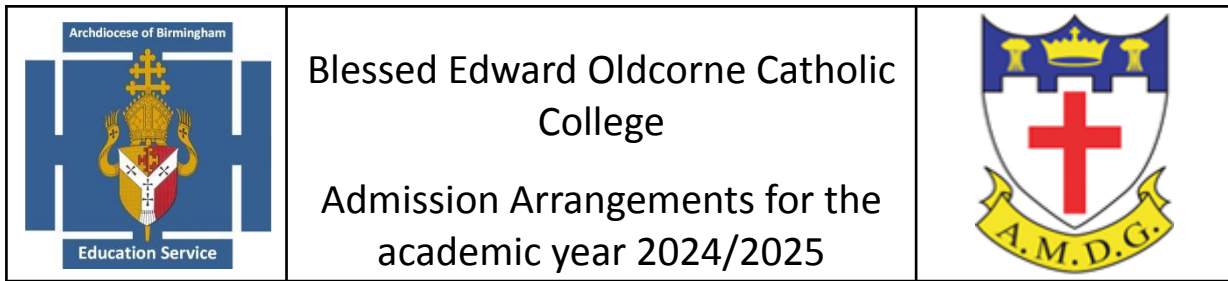 Archdiocese of Birmingham
Education Service
Blessed Edward Oldcorne Catholic
College
Admission Arrangements for the
academic year 2024/2025
A.M.D.G.